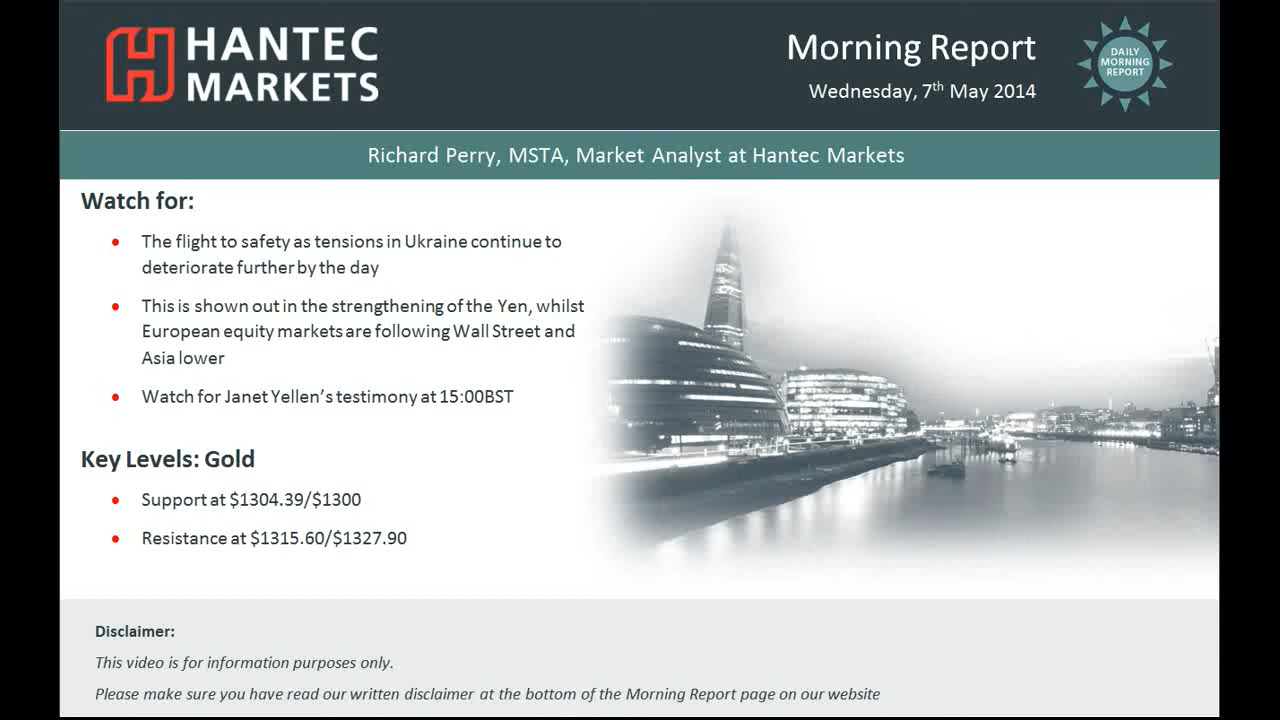 HANTEC
MARKETS
Morning Report
Wednesday, 7th May 2014
DAILY
MORNING
REPORT
Richard Perry, MSTA, Market Analyst at Hantec Markets
Watch for:
• The flight to safety as tensions in Ukraine continue to
deteriorate further by the day
• This is shown out in the strengthening of the Yen, whilst
European equity markets are following Wall Street and
Asia lower
• Watch for Janet Yellen's testimony at 15:00BST
Key Levels: Gold
• Support at $1304.39/$1300
• Resistance at $1315.60/$1327.90
Disclaimer:
This video is for information purposes only.
Please make sure you have read our written disclaimer at the bottom of the Morning Report page on our website